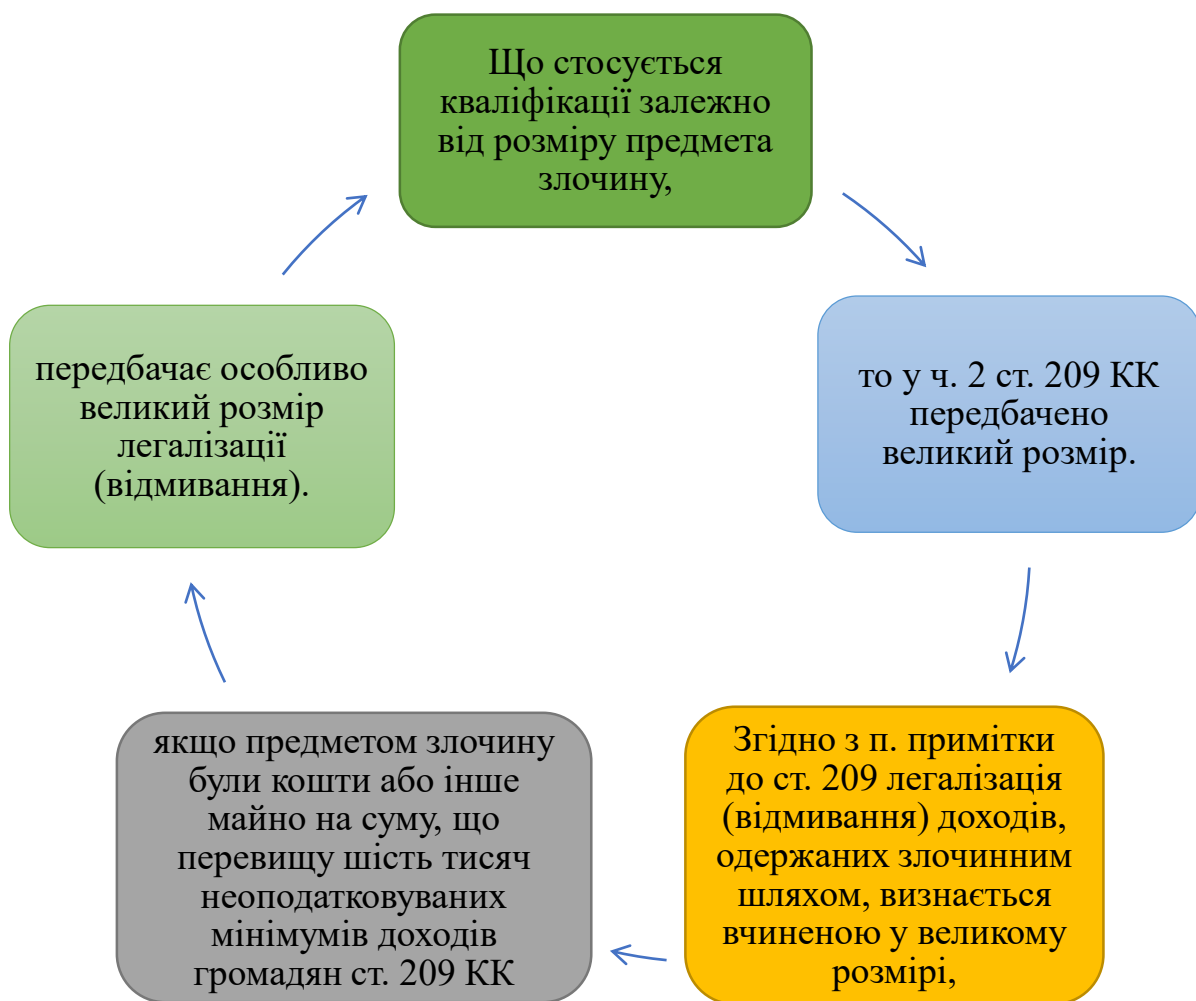 Що стосується
кваліфікації залежно
від розміру предмета
злочину,
то у ч. 2 ст. 209 КК
передбачено
великий розмір.
Згідно з п. примітки
до ст. 209 легалізація
(відмивання) доходів,
одержаних злочинним
шляхом, визнається
вчиненою у великому
розмірі,
якщо предметом злочину
були кошти або інше
майно на суму, що
перевищу шість тисяч
неоподатковуваних
мінімумів доходів
громадян ст. 209 КК
передбачає особливо
великий розмір
легалізації
(відмивання).